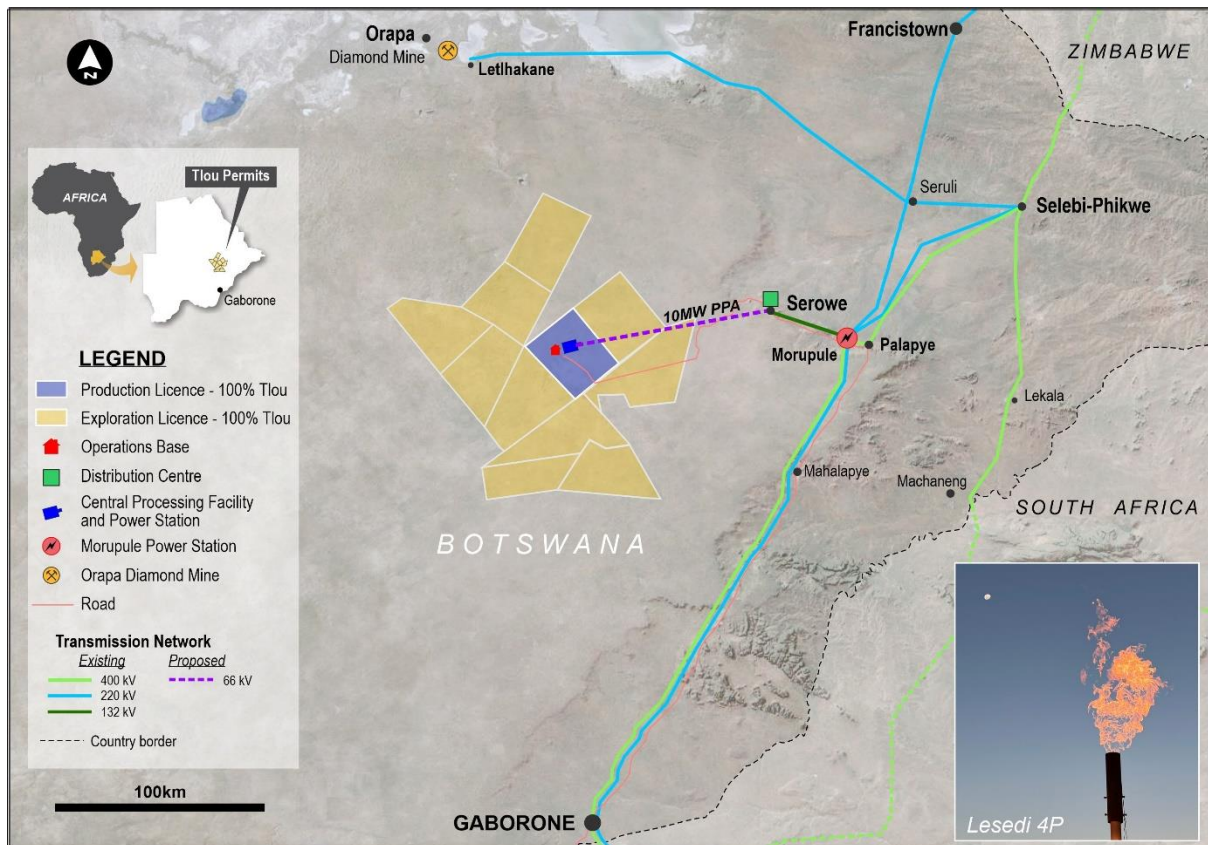 Orapa
Diamond Mine
Letlhakane
Francistown
ZIMBABWE
N
Tlou Permits
AFRICA
Gaborone
Seruli
Selebi-Phikwe
10MW PPA
Serowe
Morupule
Palapye
Lekala
Mahalapye
Machaneng
SOUTH AFRICA
BOTSWANA
GABORONE
LEGEND
Production Licence - 100% Tlou
Exploration Licence - 100% Tlou
Operations Base
Distribution Centre
Central Processing Facility
and Power Station
Morupule Power Station
Orapa Diamond Mine
Road
Transmission Network
Existing
Proposed
400 kV
66 kV
220 kV
132 kV
Country border
100km
Lesedi 4P